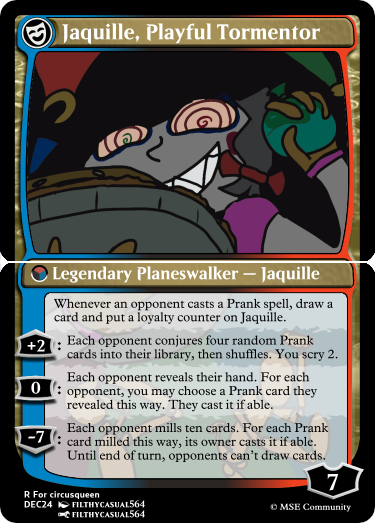 Jaquille, Playful Tormentor
Legendary Planeswalker — Jaquille
Whenever an opponent casts a Prank spell, draw a
card and put a loyalty counter on Jaquille.
+2: Each opponent conjures four random Prank
cards into their library, then shuffles. You scry 2.
0: Each opponent reveals their hand. For each
opponent, you may choose a Prank card they
revealed this way. They cast it if able.
-7: Each opponent mills ten cards. For each Prank
card milled this way, its owner casts it if able.
Until end of turn, opponents can't draw cards.
7
R For circusqueen
DEC24 FILTHYCASUAL564
FILTHYCASUAL564
© MSE Community